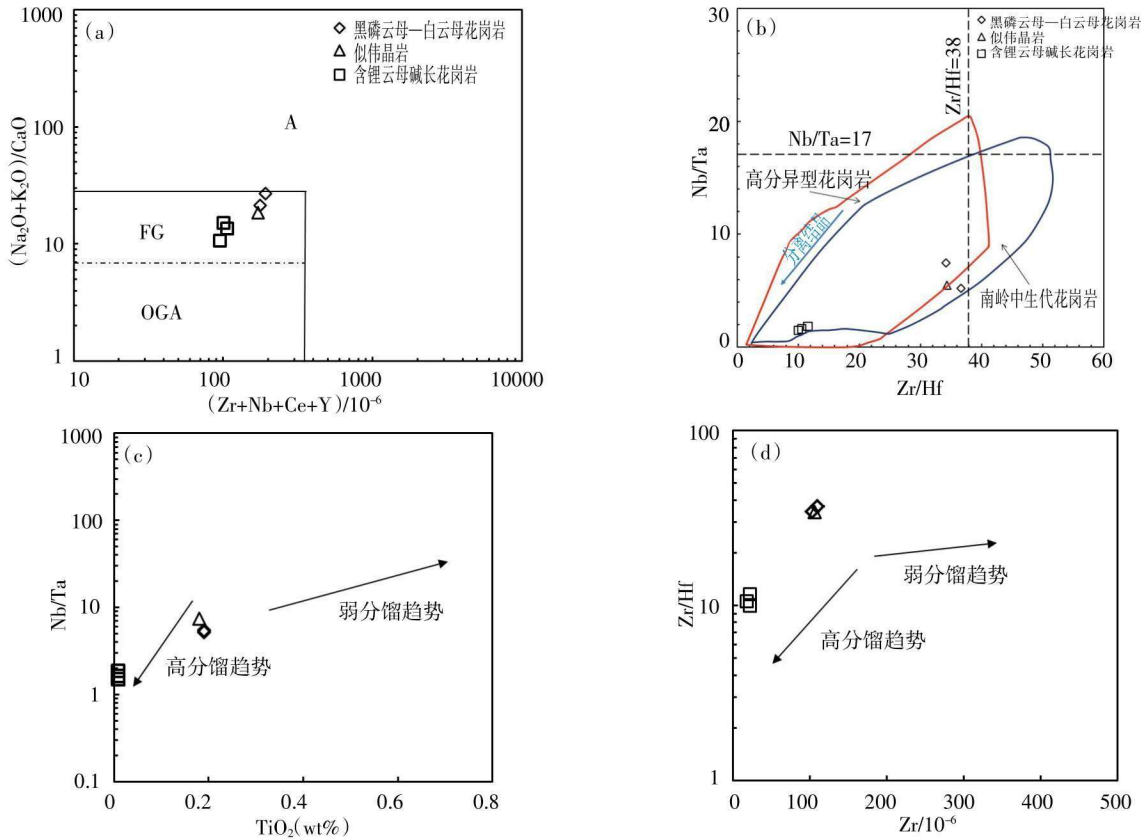 (a)
黑磷云母—白云母花岗岩
似伟晶岩
含锂云母碱长花岗岩
(Na₂O+K₂O)/CaO
1000
100
10
1
A
FG
OGA
10
100
1000
10000
(Zr+Nb+Ce+Y)/10⁻⁶
(b)
黑磷云母—白云母花岗岩
似伟晶岩
含锂云母碱长花岗岩
Nb/Ta
30
20
10
0
Zr/Hf=38
Nb/Ta=17
高分异型花岗岩
分离结晶
南岭中生代花岗岩
0
10
20
30
40
50
60
Zr/Hf
(c)
Nb/Ta
1000
100
10
1
0.1
弱分馏趋势
高分馏趋势
0
0.2
0.4
0.6
0.8
TiO₂(wt%)
(d)
Zr/Hf
100
10
1
弱分馏趋势
高分馏趋势
0
100
200
300
400
500
Zr/10⁻⁶